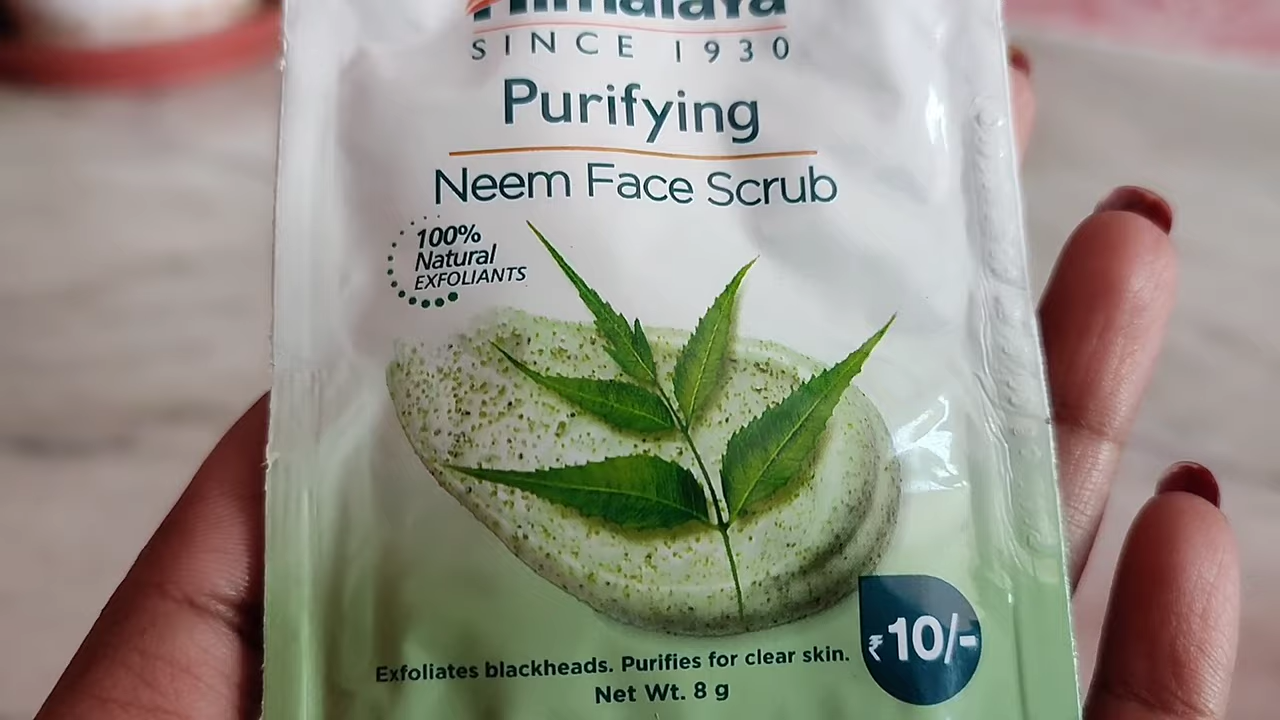 Himalaya
SINCE 1930
Purifying
Neem Face Scrub
100%
Natural
EXFOLIANTS
₹10/-
Exfoliates blackheads. Purifies for clear skin.
Net Wt. 8 g